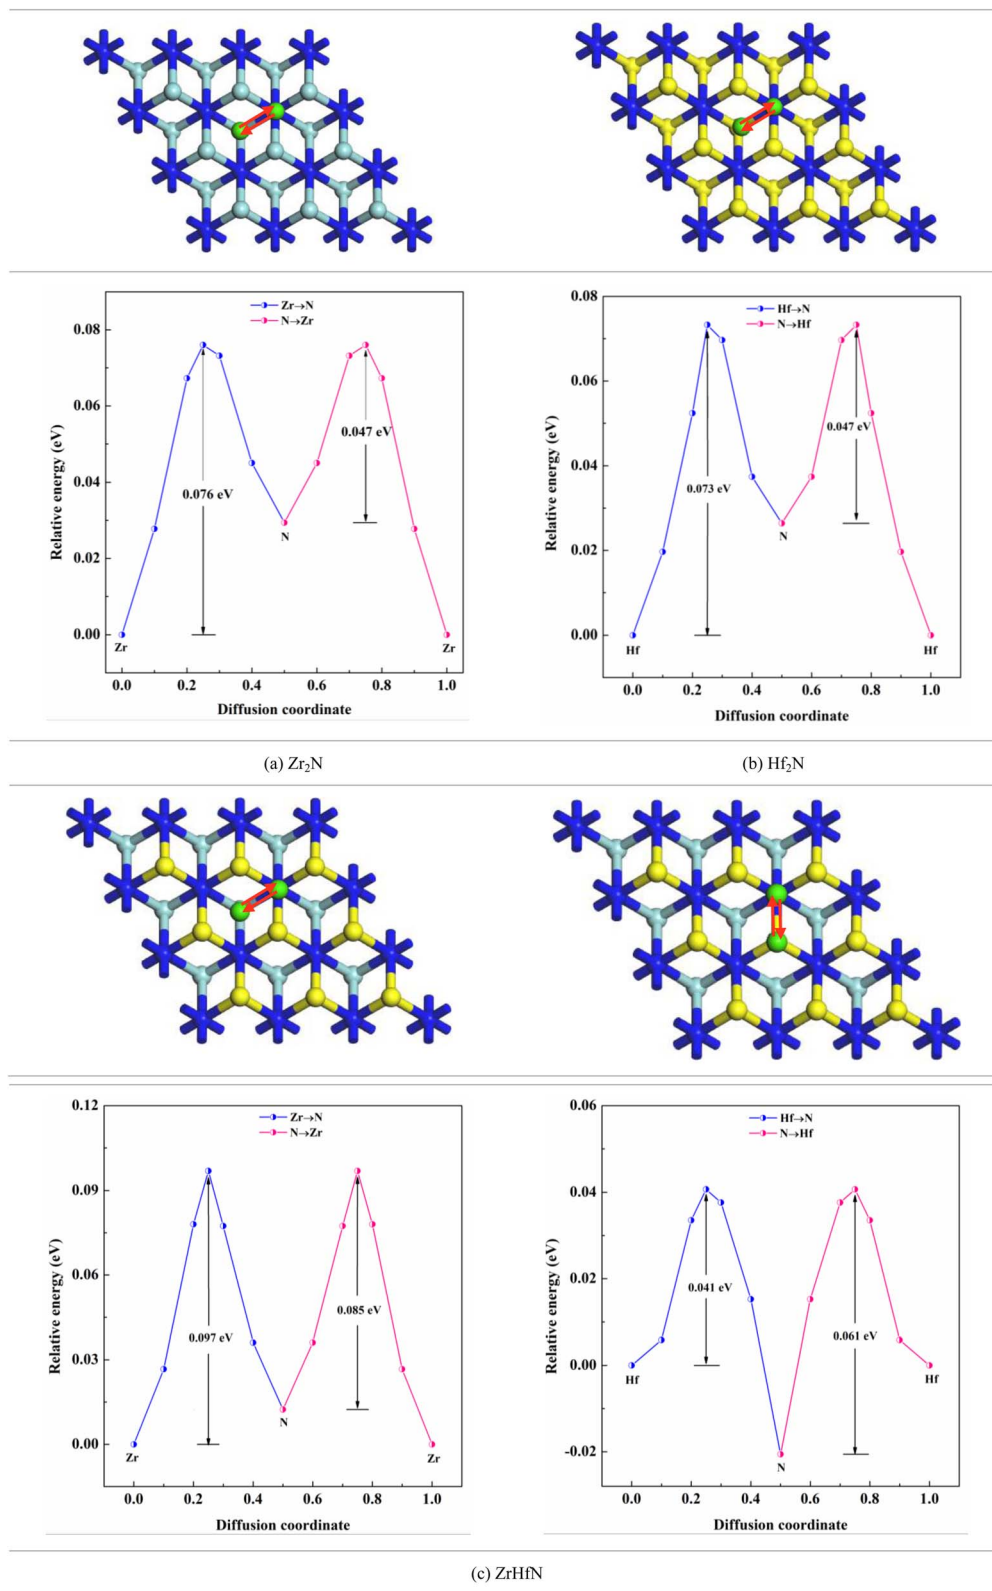 Zr→N
N→Zr
0.08
0.06
0.04
0.02
0.00
Relative energy (eV)
0.076 eV
0.047 eV
N
Zr
Zr
0.0 0.2 0.4 0.6 0.8 1.0
Diffusion coordinate
Hf→N
N→Hf
0.08
0.06
0.04
0.02
0.00
Relative energy (eV)
0.073 eV
0.047 eV
N
Hf
Hf
0.0 0.2 0.4 0.6 0.8 1.0
Diffusion coordinate
(a) Zr₂N
(b) Hf₂N
Zr→N
N→Zr
0.12
0.09
0.06
0.03
0.00
Relative energy (eV)
0.097 eV
0.085 eV
N
Zr
Zr
0.0 0.2 0.4 0.6 0.8 1.0
Diffusion coordinate
Hf→N
N→Hf
0.06
0.04
0.02
0.00
-0.02
Relative energy (eV)
0.041 eV
0.061 eV
Hf
Hf
N
0.0 0.2 0.4 0.6 0.8 1.0
Diffusion coordinate
(c) ZrHfN